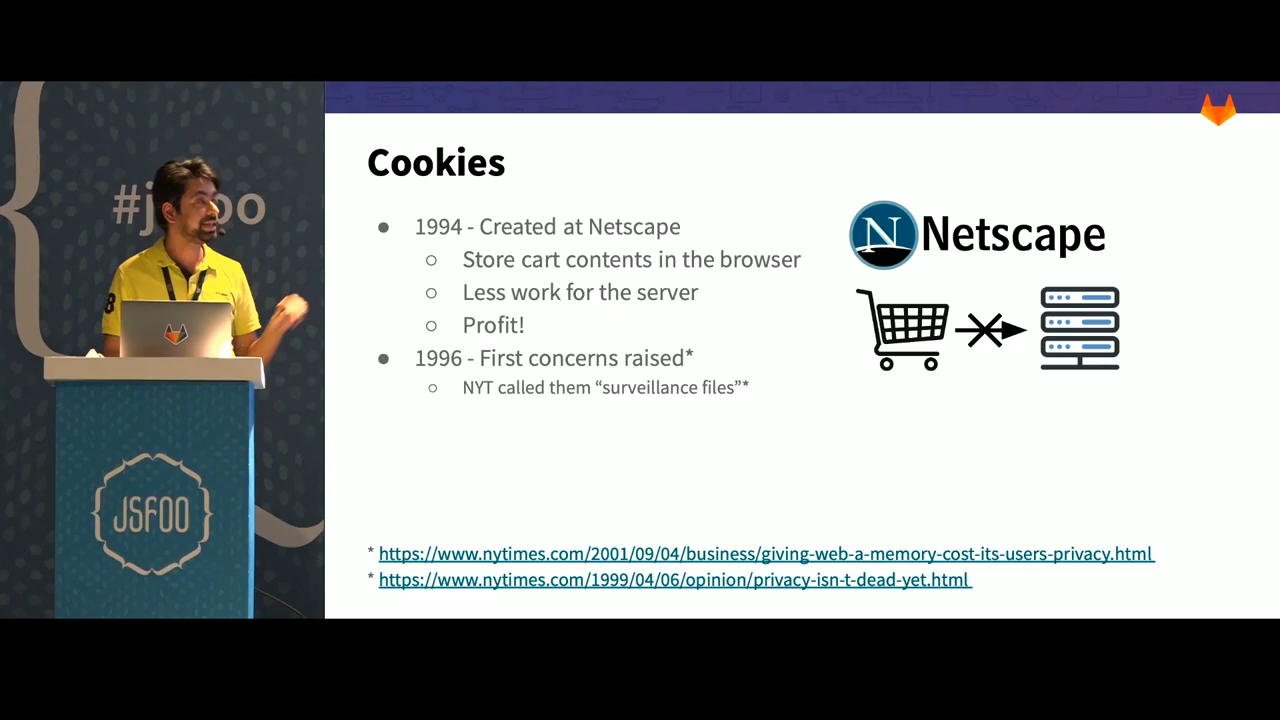 #jsfoo
8
JSFOO
Cookies
● 1994 - Created at Netscape
○ Store cart contents in the browser
○ Less work for the server
○ Profit!
● 1996 - First concerns raised*
○ NYT called them “surveillance files”*
N Netscape
* https://www.nytimes.com/2001/09/04/business/giving-web-a-memory-cost-its-users-privacy.html
* https://www.nytimes.com/1999/04/06/opinion/privacy-isn-t-dead-yet.html